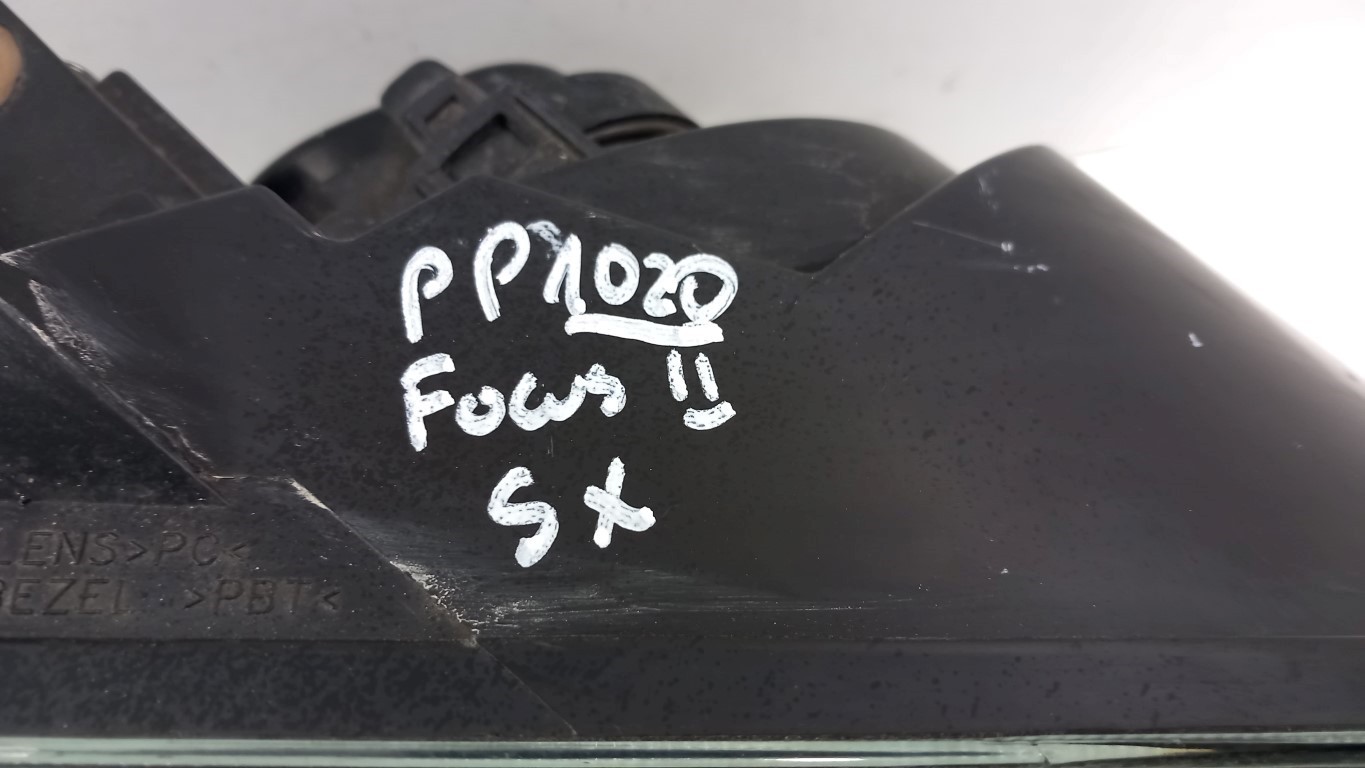 PP1020
Focus II
SX
LENS>PC<
BEZEL >PBT<